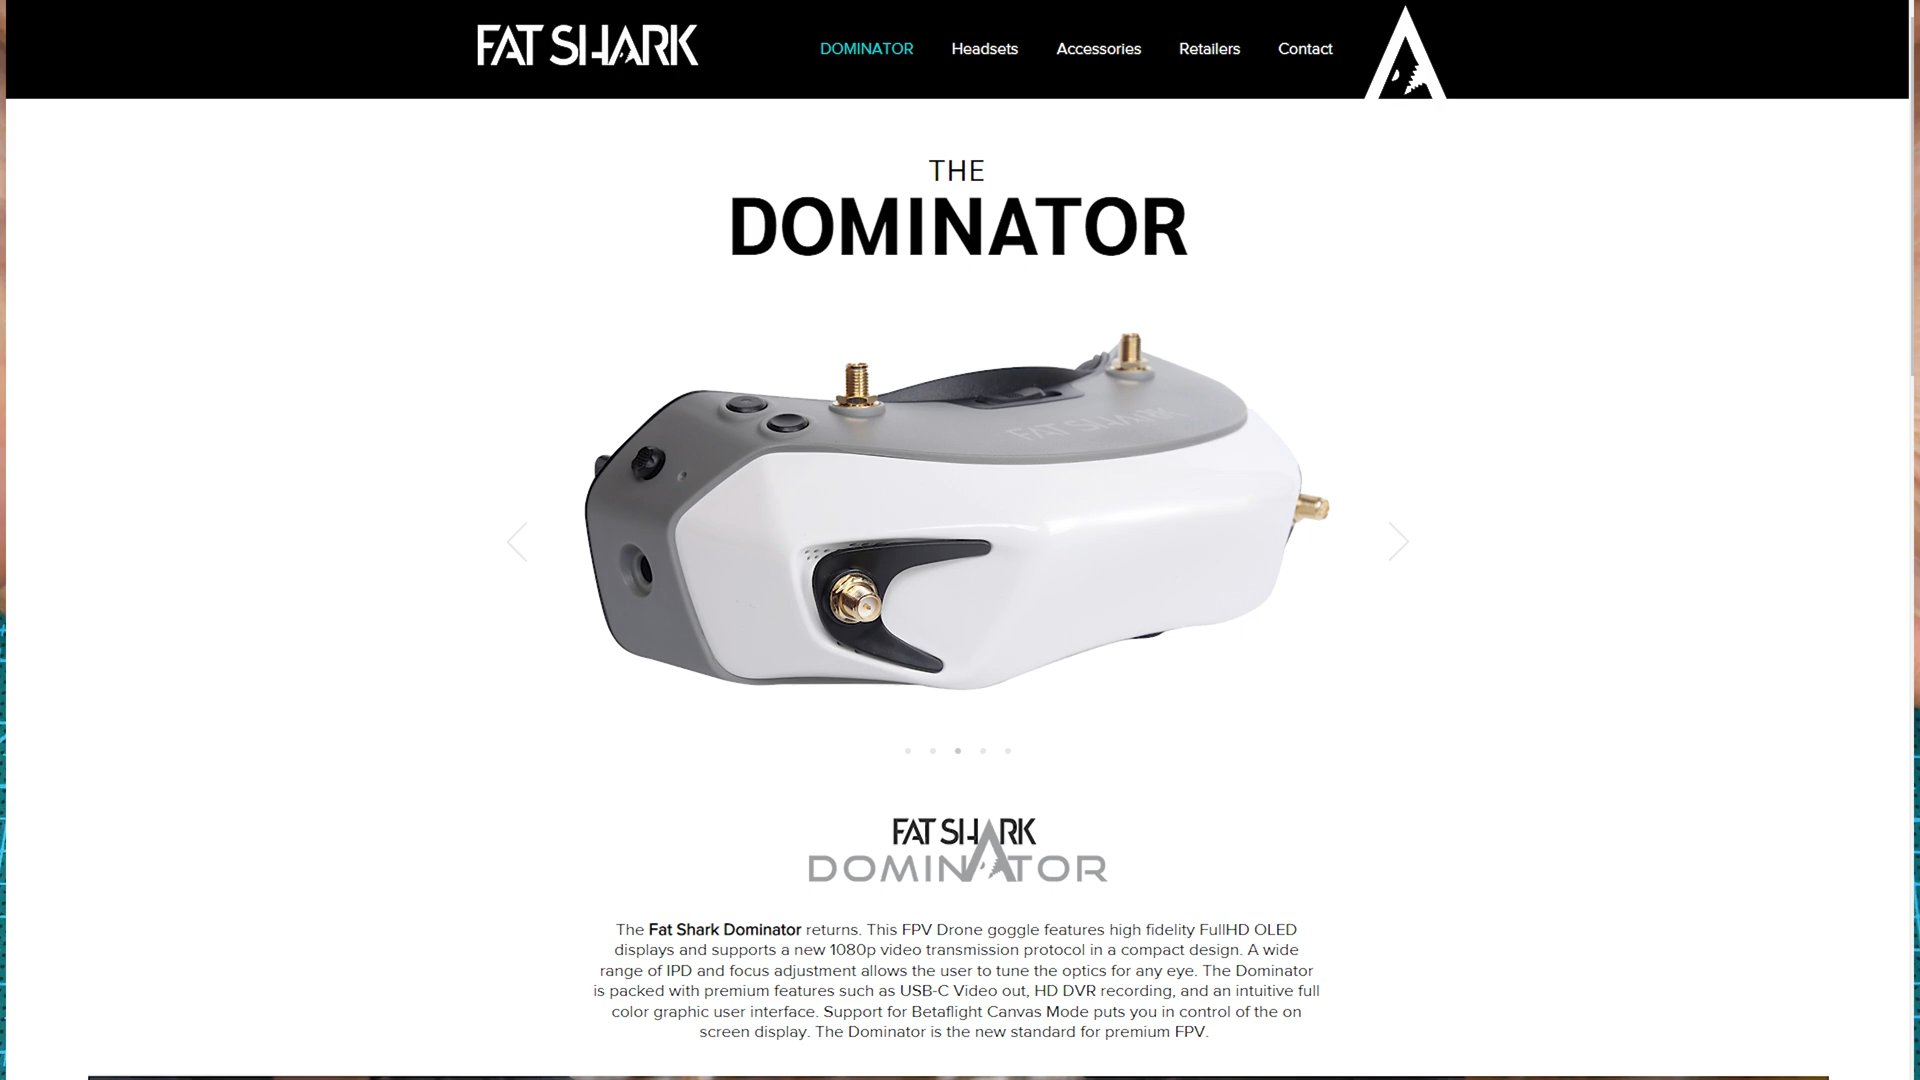 FAT SHARK
DOMINATOR Headsets Accessories Retailers Contact
THE
DOMINATOR
FAT SHARK
FAT SHARK
DOMINATOR
The Fat Shark Dominator returns. This FPV Drone goggle features high fidelity FullHD OLED
displays and supports a new 1080p video transmission protocol in a compact design. A wide
range of IPD and focus adjustment allows the user to tune the optics for any eye. The Dominator
is packed with premium features such as USB-C Video out, HD DVR recording, and an intuitive full
color graphic user interface. Support for Betaflight Canvas Mode puts you in control of the on
screen display. The Dominator is the new standard for premium FPV.